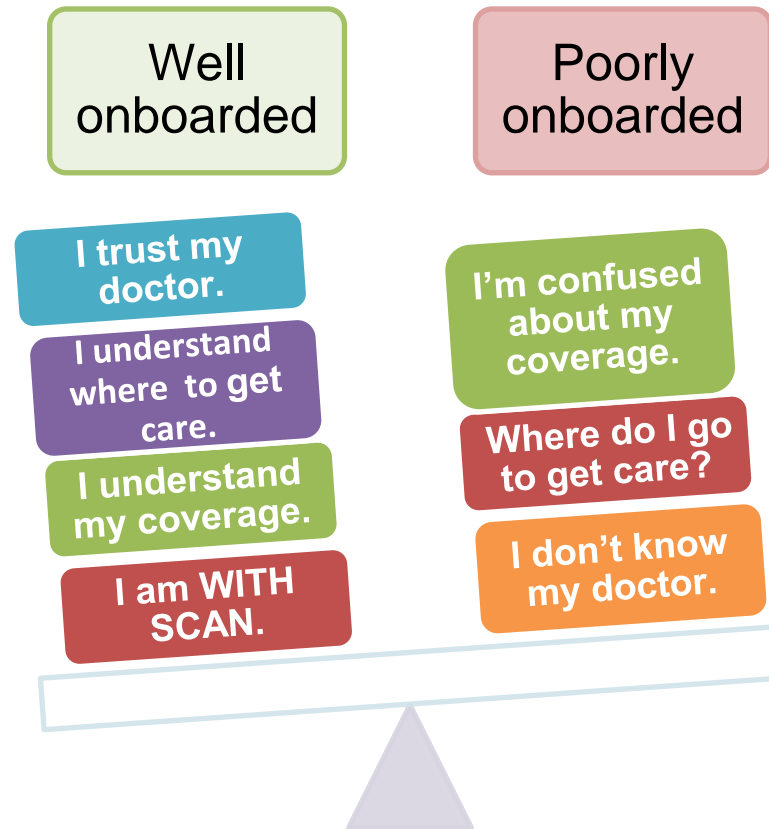 Well
onboarded
Poorly
onboarded
I trust my
doctor.
I understand
where to get
care.
I understand
my coverage.
I am WITH
SCAN.
I’m confused
about my
coverage.
Where do I go
to get care?
I don’t know
my doctor.